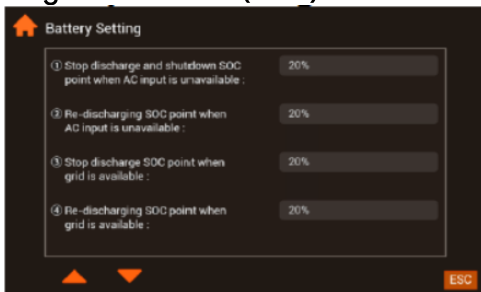 Battery Setting
① Stop discharge and shutdown SOC 20%
point when AC input is unavailable :
② Re-discharging SOC point when 20%
AC input is unavailable :
③ Stop discharge SOC point when 20%
grid is available :
④ Re-discharging SOC point when 20%
grid is available :
ESC